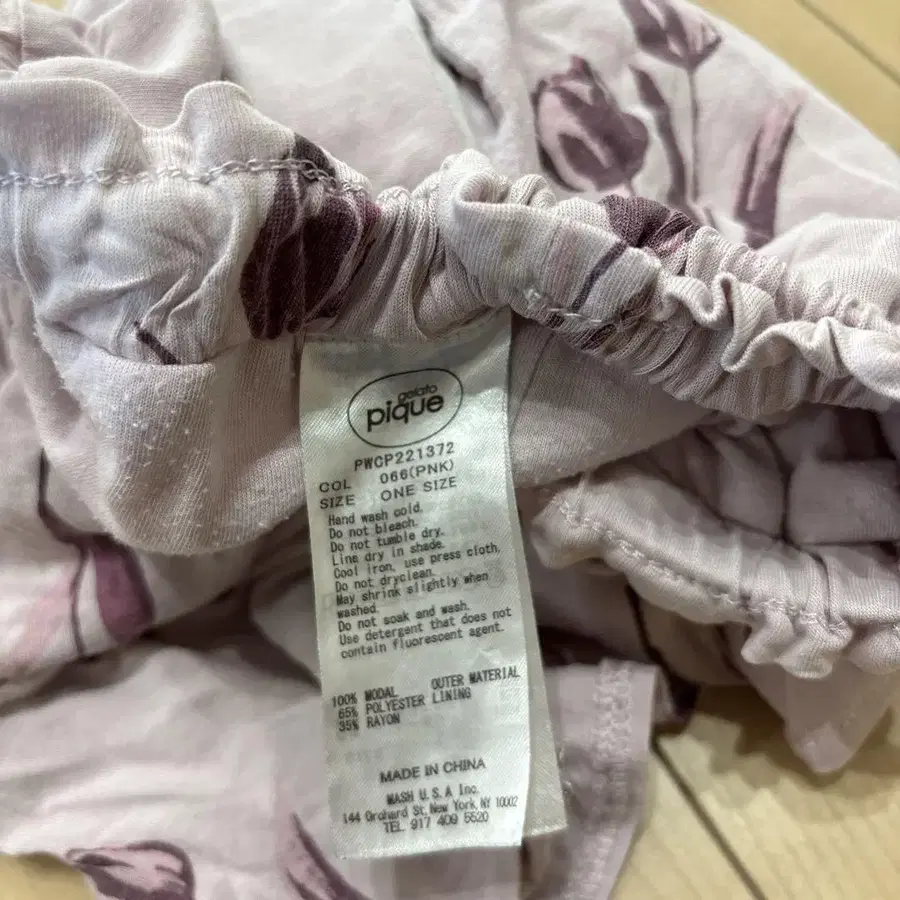 gelato
pique
PWCP221372
COL 066(PNK)
SIZE ONE SIZE
Hand wash cold.
Do not bleach.
Do not tumble dry.
Line dry in shade.
Cool iron, use press cloth,
Do not dryclean.
May shrink slightly when
washed.
Do not soak and wash.
Use detergent that does not
contain fluorescent agent.
100% MODAL OUTER MATERIAL
65% POLYESTER LINING
35% RAYON
MADE IN CHINA
MASH U.S.A Inc.
144 Orchard St, New York, NY 10002
TEL 917 409 5520